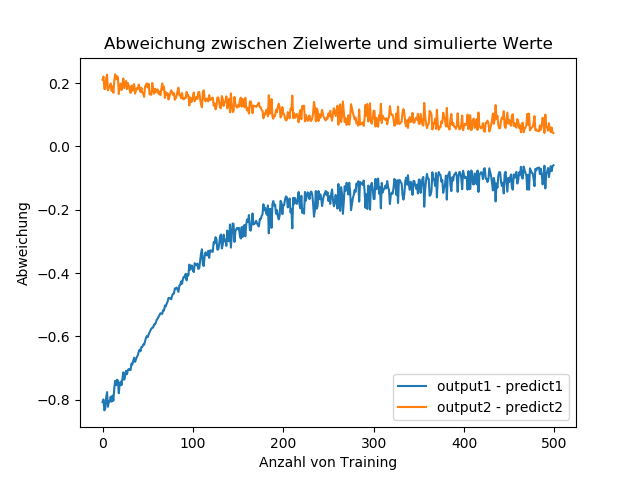 Abweichung zwischen Zielwerte und simulierte Werte
0.2
0.0
−0.2
−0.4
−0.6
−0.8
Abweichung
output1 - predict1
output2 - predict2
0 100 200 300 400 500
Anzahl von Training